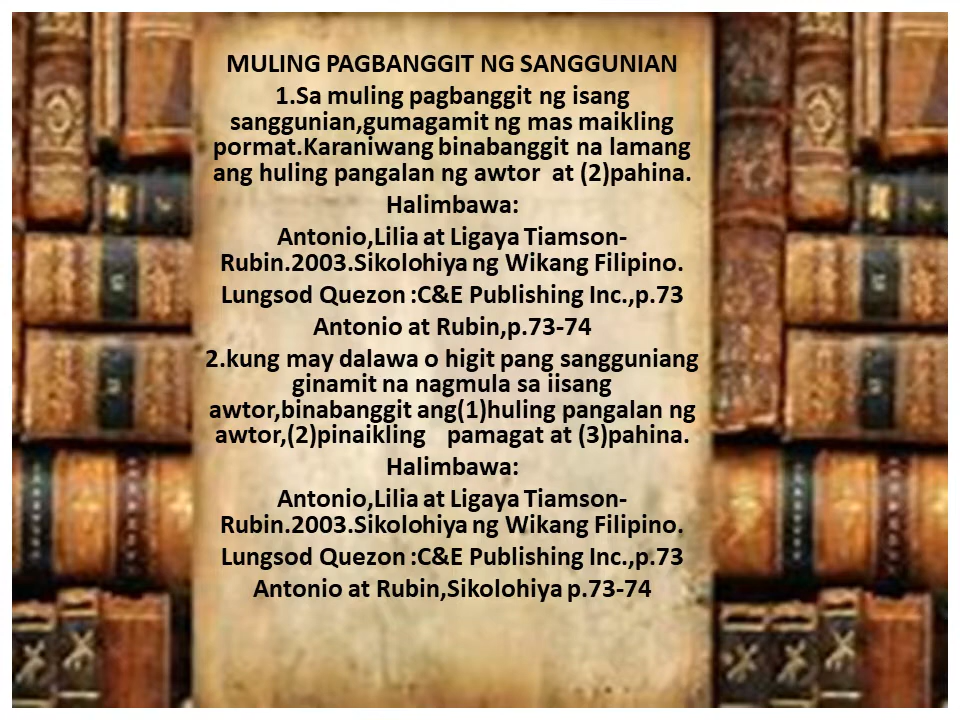 MULING PAGBANGGIT NG SANGGUNIAN
1.Sa muling pagbanggit ng isang
sanggunian,gumagamit ng mas maikling
pormat.Karaniwang binabanggit na lamang
ang huling pangalan ng awtor at (2)pahina.
Halimbawa:
Antonio,Lilia at Ligaya Tiamson-
Rubin.2003.Sikolohiya ng Wikang Filipino.
Lungsod Quezon :C&E Publishing Inc.,p.73
Antonio at Rubin,p.73-74
2.kung may dalawa o higit pang sangguniang
ginamit na nagmula sa iisang
awtor,binabanggit ang(1)huling pangalan ng
awtor,(2)pinaikling pamagat at (3)pahina.
Halimbawa:
Antonio,Lilia at Ligaya Tiamson-
Rubin.2003.Sikolohiya ng Wikang Filipino.
Lungsod Quezon :C&E Publishing Inc.,p.73
Antonio at Rubin,Sikolohiya p.73-74